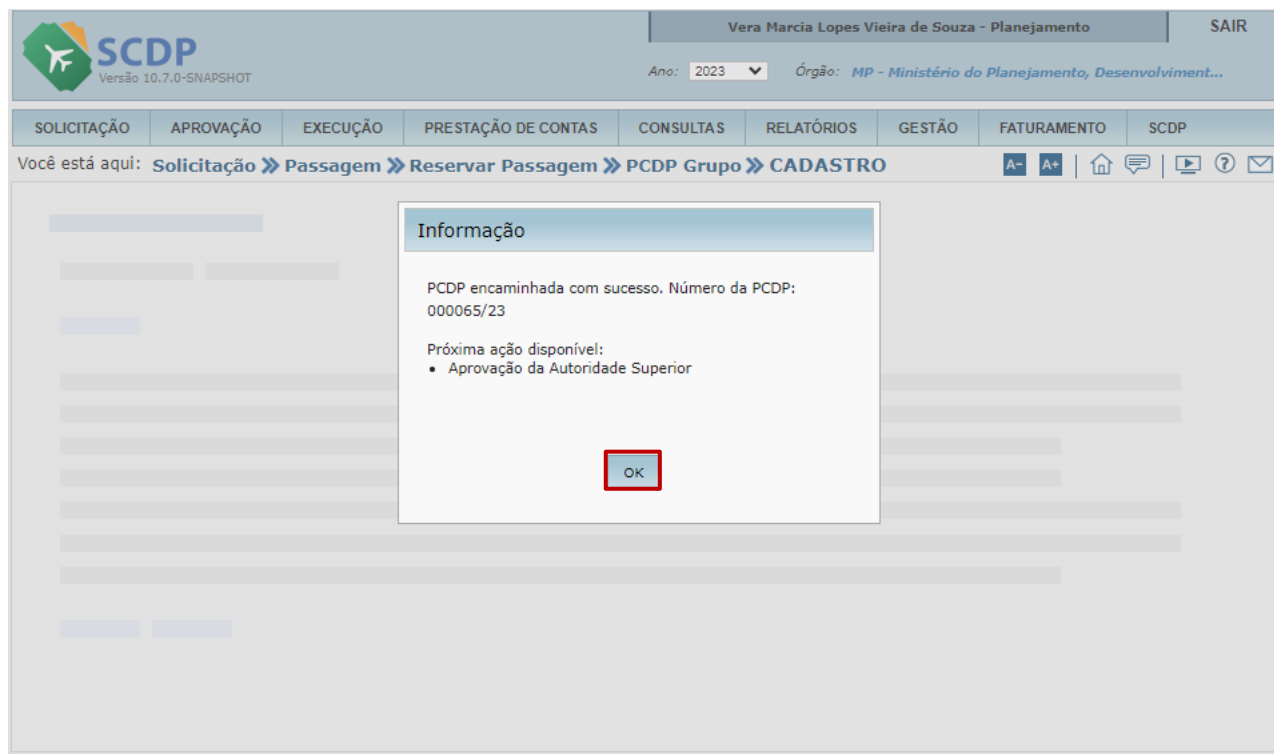 SCDP
Versão 10.7.0-SNAPSHOT
Vera Marcia Lopes Vieira de Souza - Planejamento
SAIR
Ano: 2023 Órgão: MP - Ministério do Planejamento, Desenvolviment...
SOLICITAÇÃO APROVAÇÃO EXECUÇÃO PRESTAÇÃO DE CONTAS CONSULTAS RELATÓRIOS GESTÃO FATURAMENTO SCDP
Você está aqui: Solicitação Passagem Reservar Passagem PCDP Grupo CADASTRO A- A+
Informação
PCDP encaminhada com sucesso. Número da PCDP:
000065/23
Próxima ação disponível:
• Aprovação da Autoridade Superior
OK